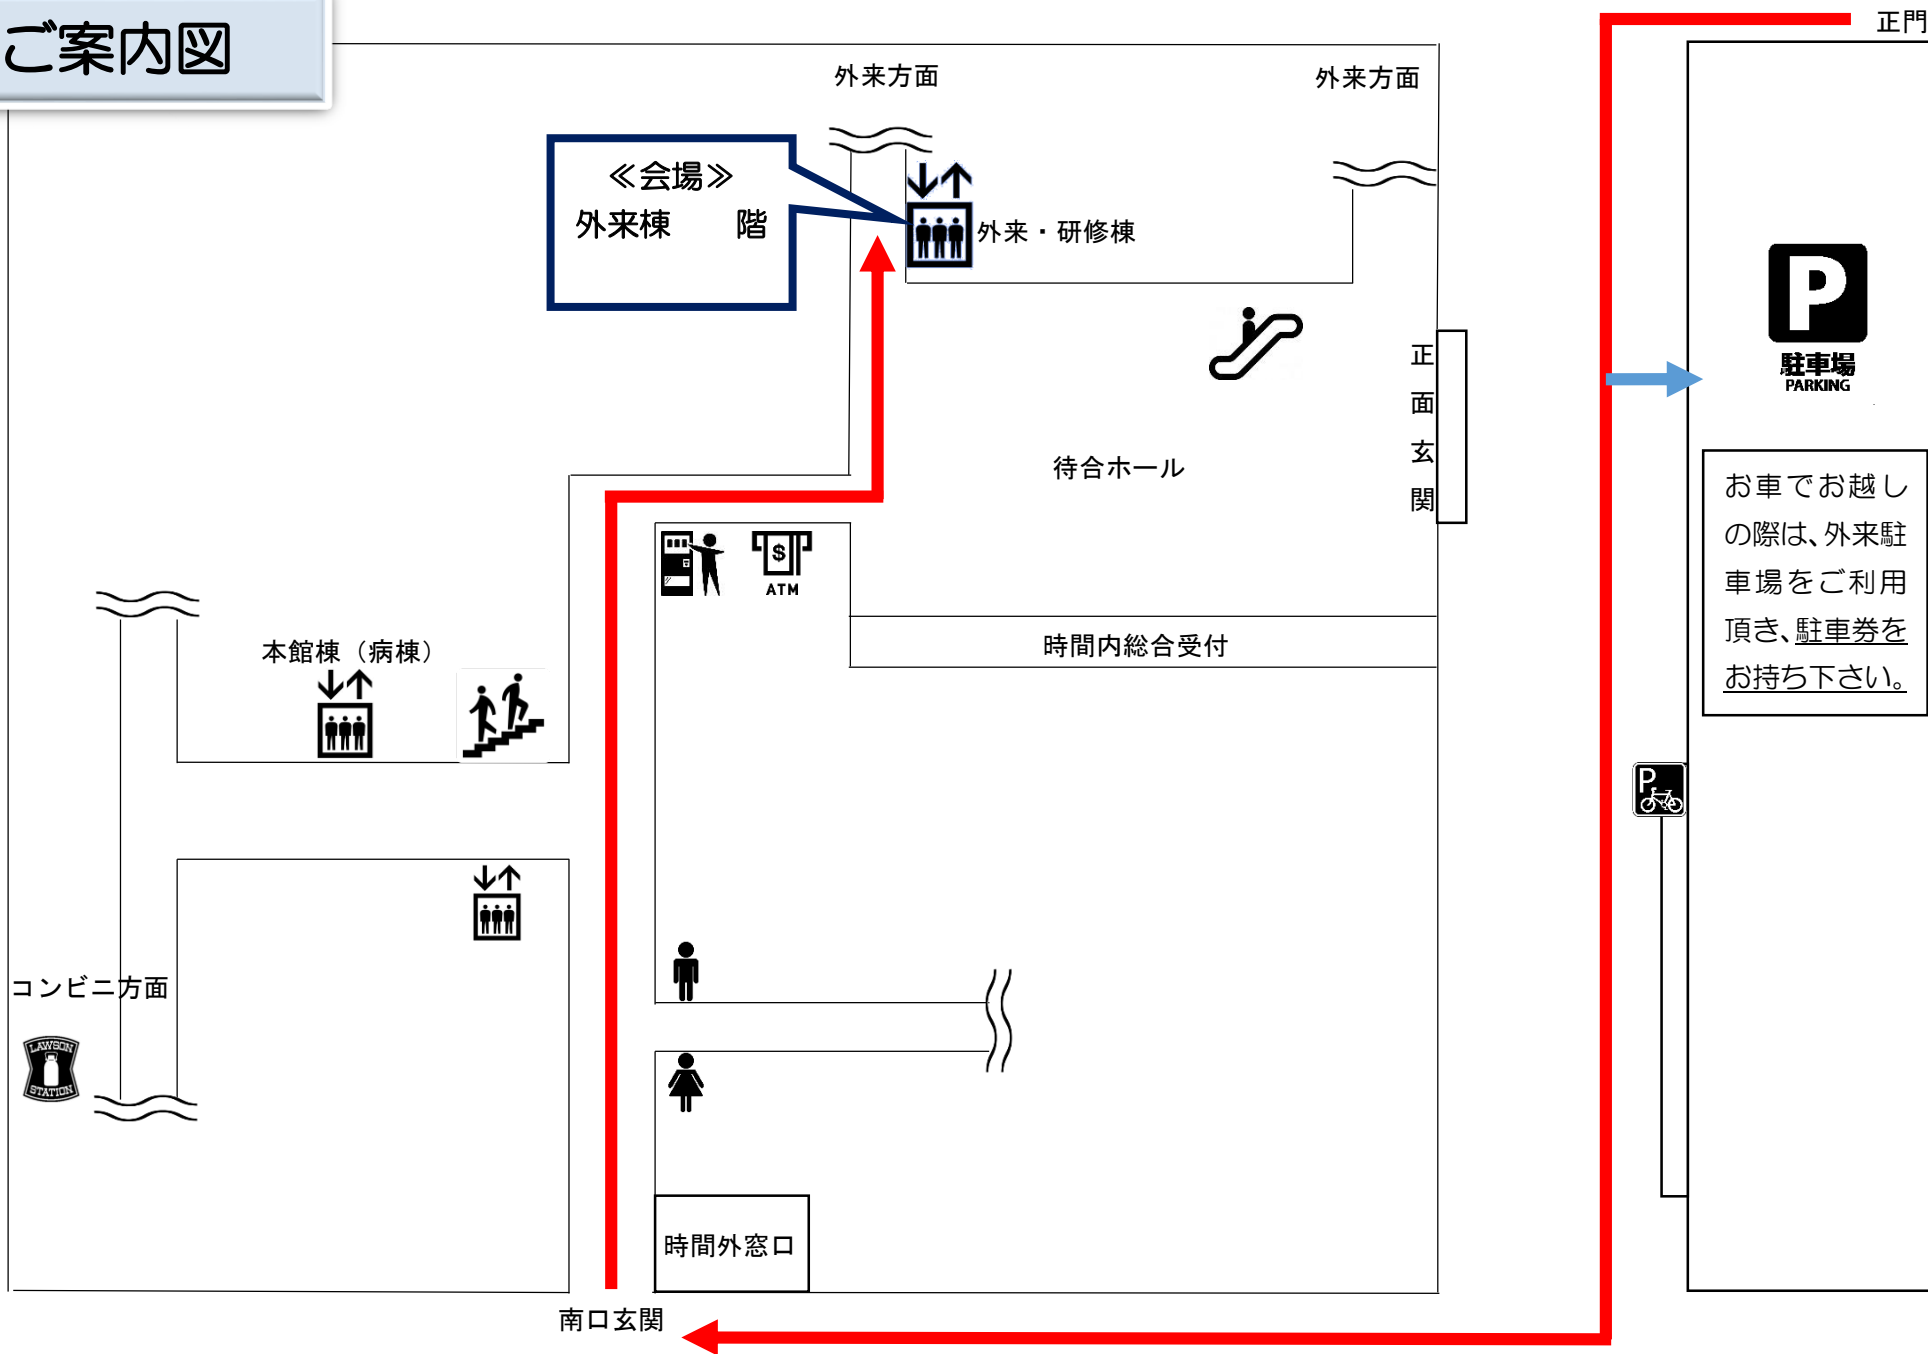 ご案内図
正門
外来方面
外来方面
≪会場≫
外来棟　　階
外来・研修棟
駐車場
PARKING
正面玄関
待合ホール
お車でお越し
の際は、外来駐
車場をご利用
頂き、駐車券を
お持ち下さい。
$
ATM
時間内総合受付
本館棟（病棟）
P
コンビニ方面
LAWSON
STATION
時間外窓口
南口玄関